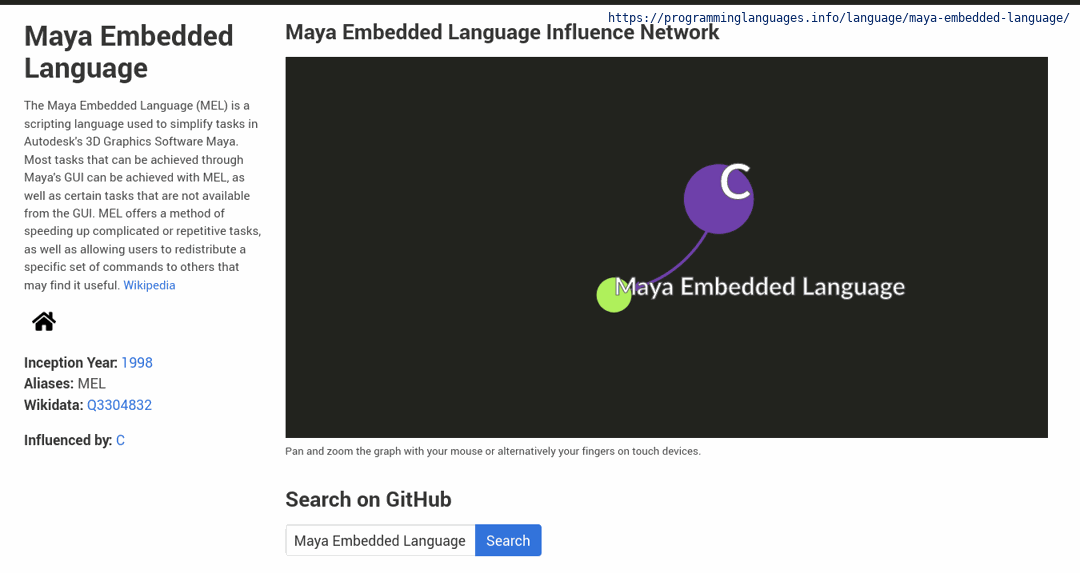 https://programminglanguages.info/language/maya-embedded-language/
Maya Embedded
Language
The Maya Embedded Language (MEL) is a
scripting language used to simplify tasks in
Autodesk's 3D Graphics Software Maya.
Most tasks that can be achieved through
Maya's GUI can be achieved with MEL, as
well as certain tasks that are not available
from the GUI. MEL offers a method of
speeding up complicated or repetitive tasks,
as well as allowing users to redistribute a
specific set of commands to others that
may find it useful. Wikipedia
Inception Year: 1998
Aliases: MEL
Wikidata: Q3304832
Influenced by: C
Maya Embedded Language Influence Network
C
Maya Embedded Language
Pan and zoom the graph with your mouse or alternatively your fingers on touch devices.
Search on GitHub
Maya Embedded Language
Search